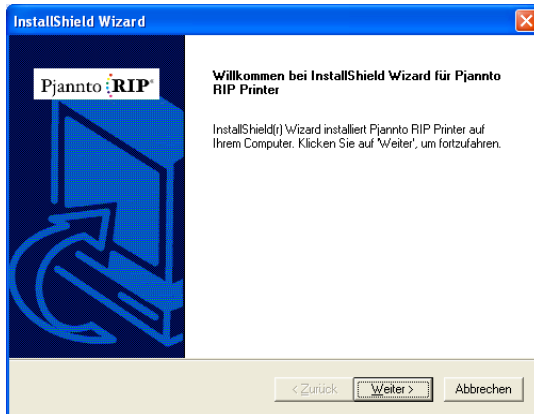 InstallShield Wizard
Pjannto RIP®
Willkommen bei InstallShield Wizard für Pjannto
RIP Printer
InstallShield(r) Wizard installiert Pjannto RIP Printer auf
Ihrem Computer. Klicken Sie auf 'Weiter', um fortzufahren.
< Zurück
Weiter >
Abbrechen